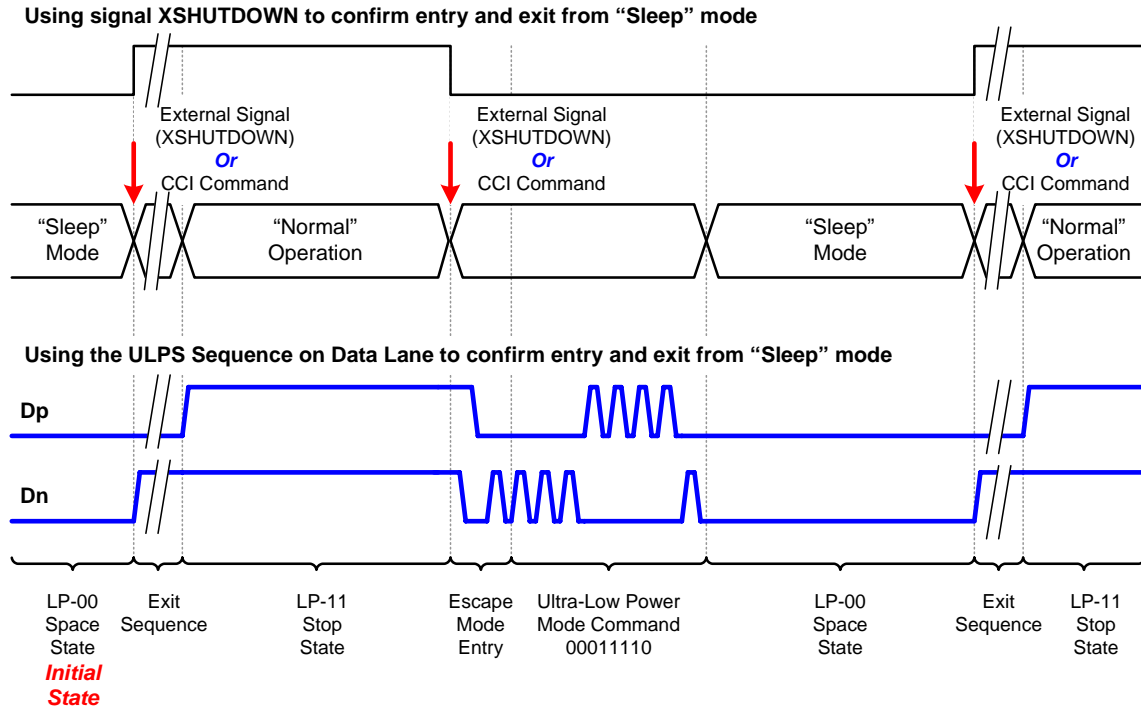 Using signal XSHUTDOWN to confirm entry and exit from “Sleep” mode
External Signal
(XSHUTDOWN)
Or
CCI Command
External Signal
(XSHUTDOWN)
Or
CCI Command
External Signal
(XSHUTDOWN)
Or
CCI Command
“Sleep”
Mode
“Normal”
Operation
“Sleep”
Mode
“Normal”
Operation
Using the ULPS Sequence on Data Lane to confirm entry and exit from “Sleep” mode
Dp
Dn
LP-00
Space
State
Initial
State
Exit
Sequence
LP-11
Stop
State
Escape
Mode
Entry
Ultra-Low Power
Mode Command
00011110
LP-00
Space
State
Exit
Sequence
LP-11
Stop
State